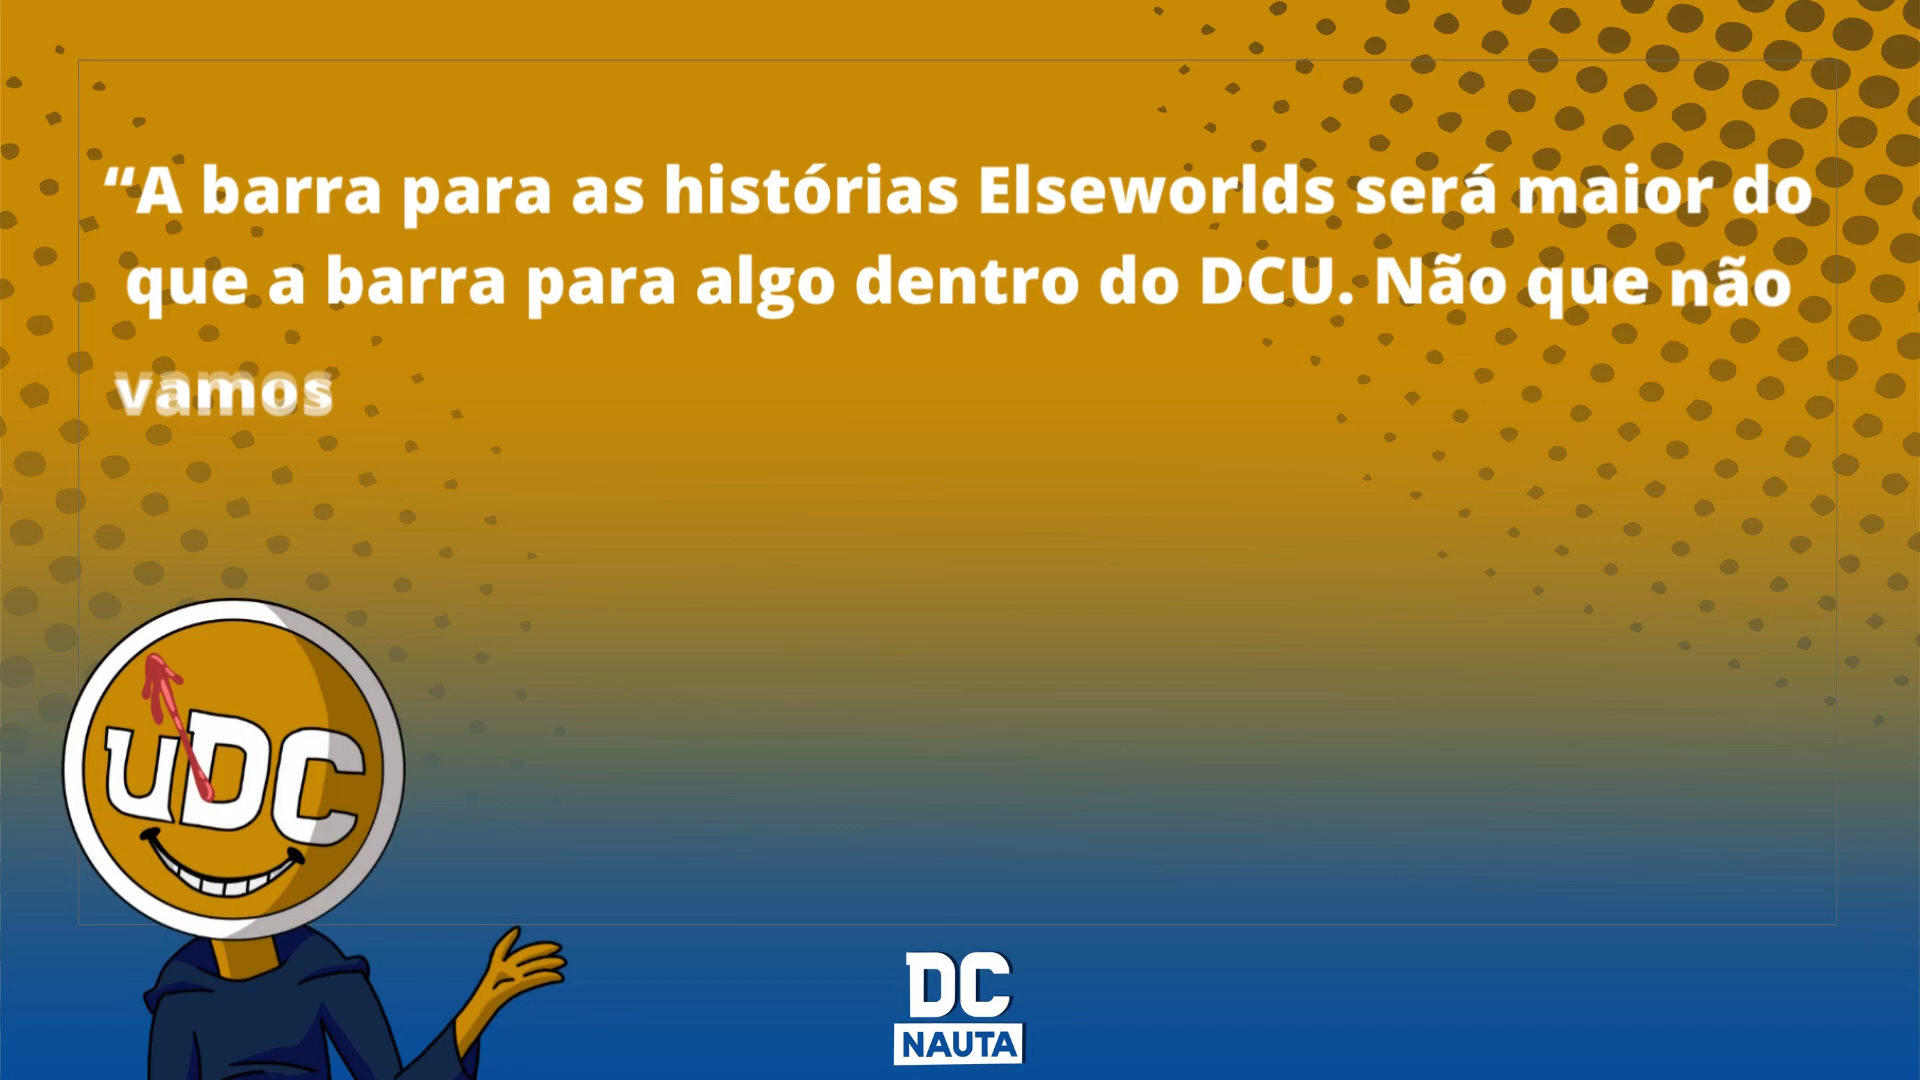 “A barra para as histórias Elseworlds será maior do
que a barra para algo dentro do DCU. Não que não
vamos
uDC
DC
NAUTA